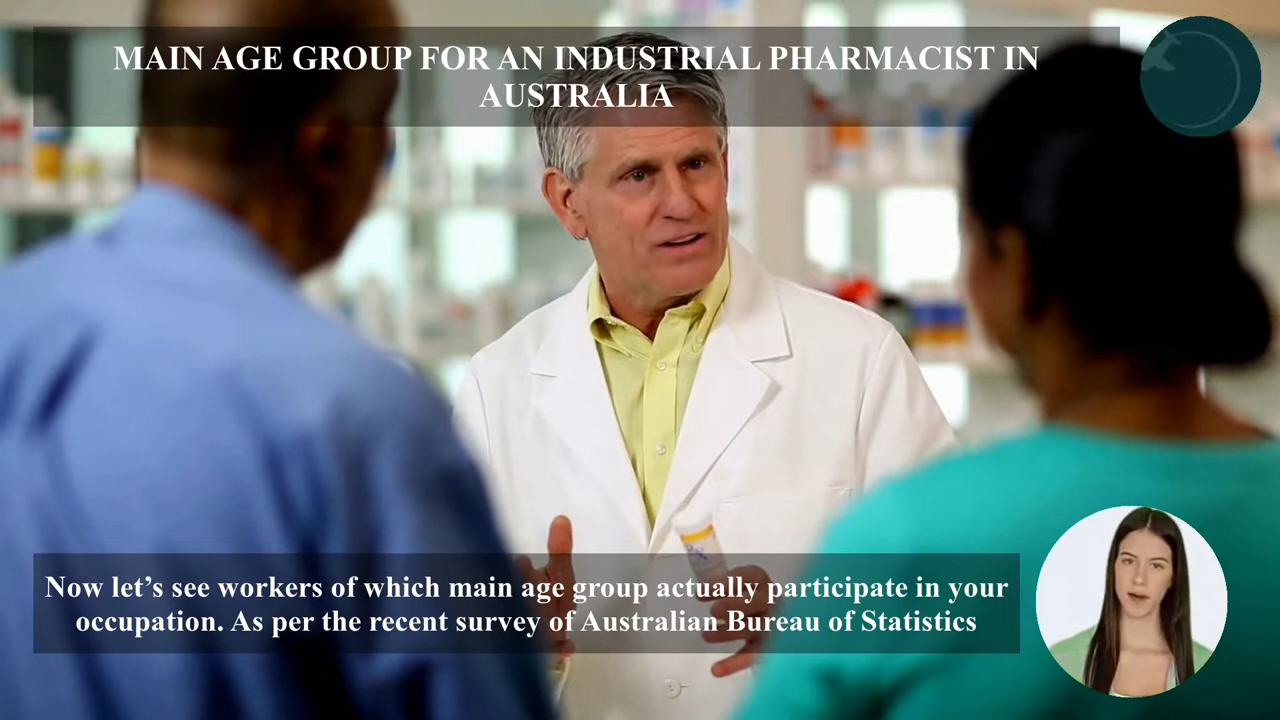 MAIN AGE GROUP FOR AN INDUSTRIAL PHARMACIST IN
AUSTRALIA
Now let’s see workers of which main age group actually participate in your
occupation. As per the recent survey of Australian Bureau of Statistics